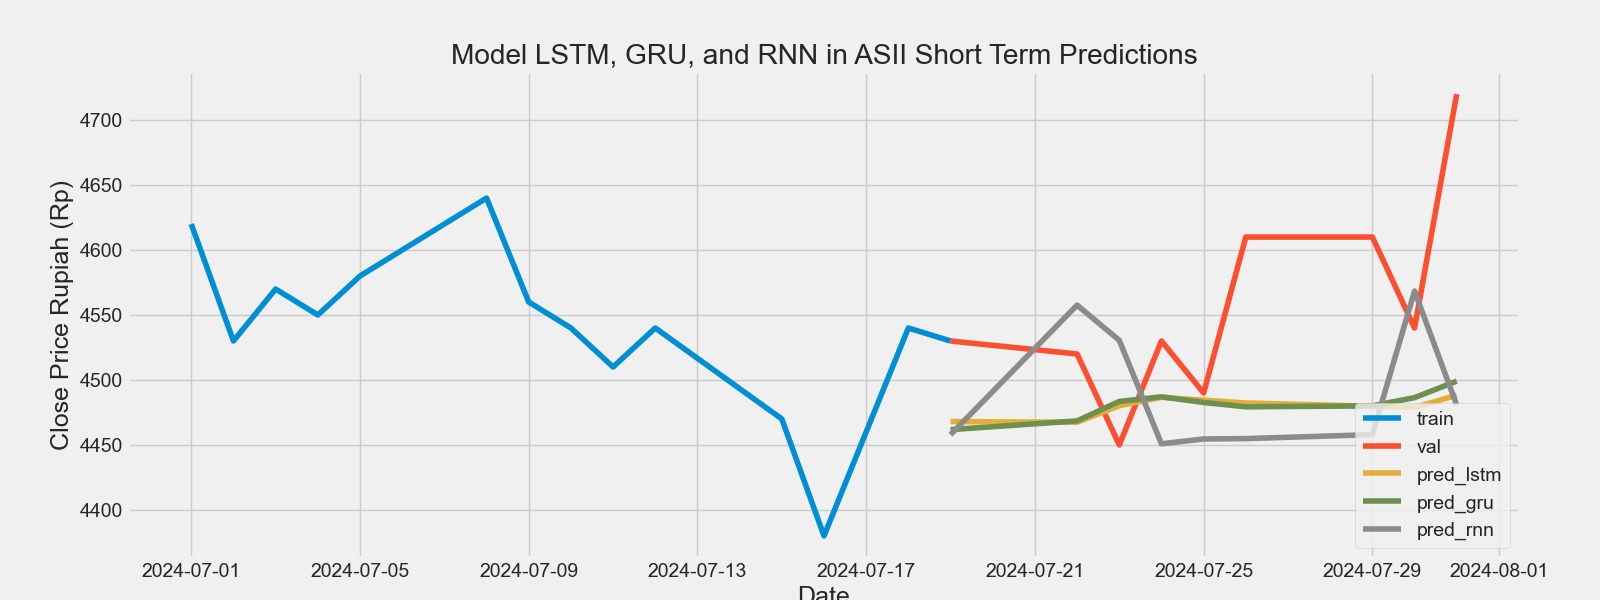 Model LSTM, GRU, and RNN in ASII Short Term Predictions
Close Price Rupiah (Rp)
4700
4650
4600
4550
4500
4450
4400
train
val
pred_lstm
pred_gru
pred_rnn
2024-07-01 2024-07-05 2024-07-09 2024-07-13 2024-07-17 2024-07-21 2024-07-25 2024-07-29 2024-08-01
Date